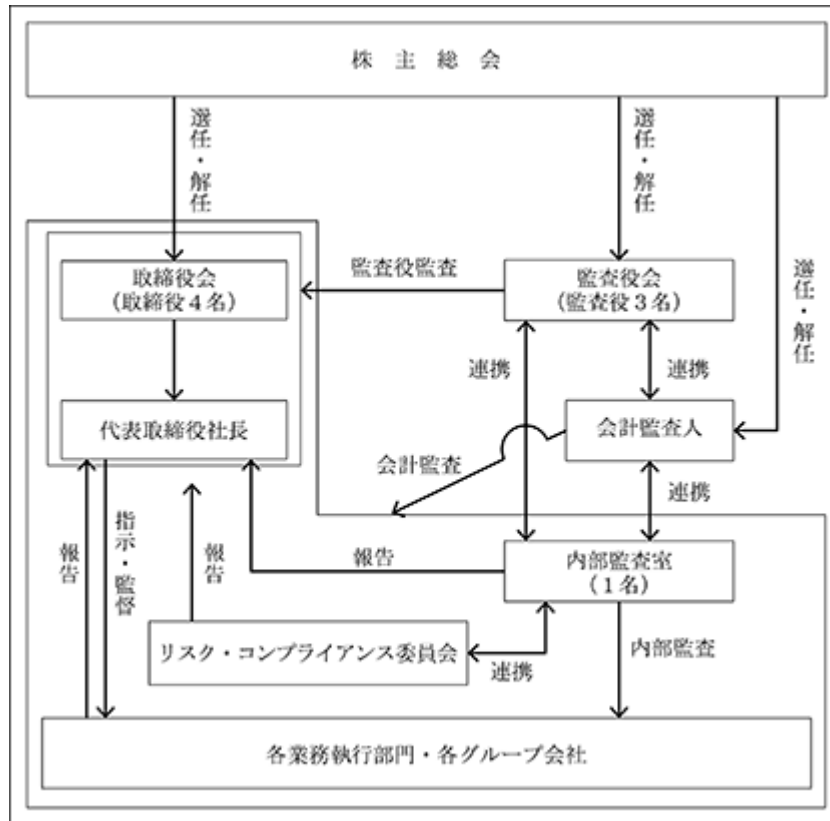 株主総会
選任・解任
選任・解任
選任・解任
取締役会
（取締役４名）
監査役監査
監査役会
（監査役３名）
連携
連携
代表取締役社長
会計監査人
会計監査
連携
報告
指示・監督
報告
報告
内部監査室
（１名）
リスク・コンプライアンス委員会
連携
内部監査
各業務執行部門・各グループ会社